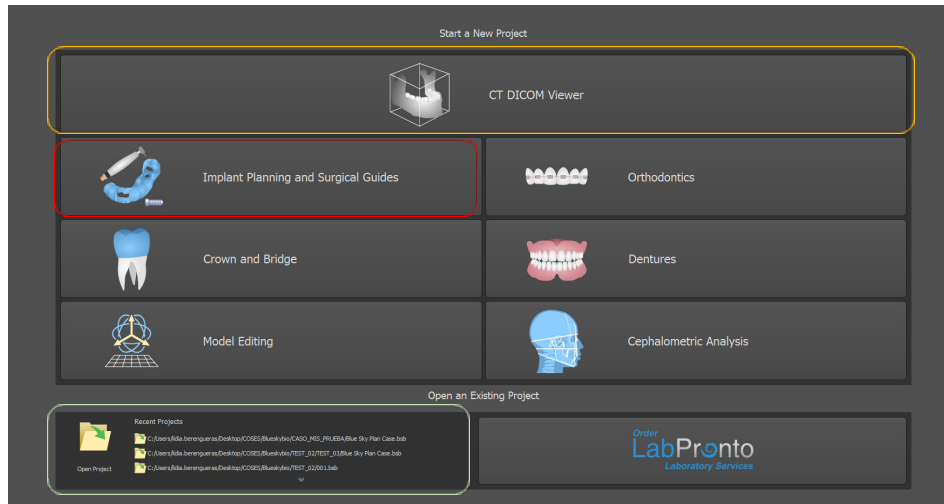 Start a New Project
CT DICOM Viewer
Implant Planning and Surgical Guides
Orthodontics
Crown and Bridge
Dentures
Model Editing
Cephalometric Analysis
Open an Existing Project
Recent Projects
C:/Users/lidia.berengueras/Desktop/COSES/Blueskybio/CASO_MIS_PRUEBA/Blue Sky Plan Case.bsb
C:/Users/lidia.berengueras/Desktop/COSES/Blueskybio/TEST_02/TEST_03/Blue Sky Plan Case.bsb
C:/Users/lidia.berengueras/Desktop/COSES/Blueskybio/TEST_02/001.bsb
Open Project
Order
LabPronto
Laboratory Services